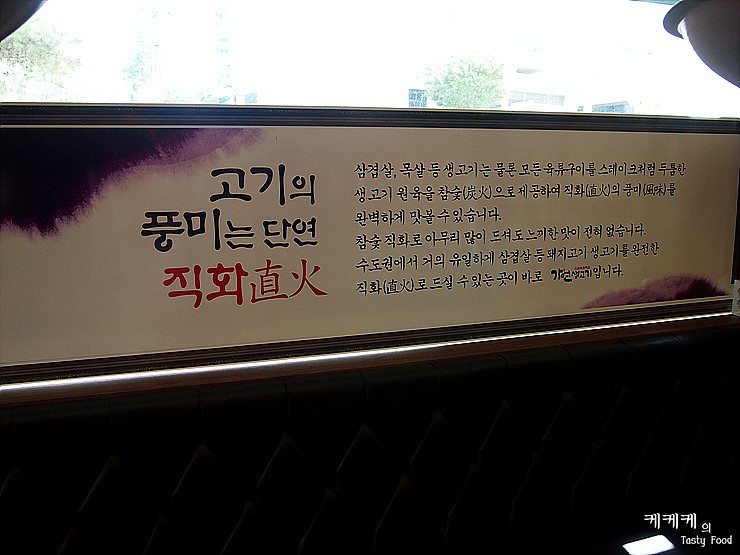 고기의
풍미는 단연
직화直火
삼겹살, 목살 등 생고기는 물론 모든 육류구이를 스테이크처럼 두툼한
생고기 원육을 참숯(炭火)으로 제공하여 직화(直火)의 풍미(風味)를
완벽하게 맛볼 수 있습니다.
참숯 직화로 아무리 많이 드셔도 느끼한 맛이 전혀 없습니다.
수도권에서 거의 유일하게 삼겹살 등 돼지고기 생고기를 완전한
직화(直火)로 드실 수 있는 곳이 바로 입니다.
케케케의
Tasty Food